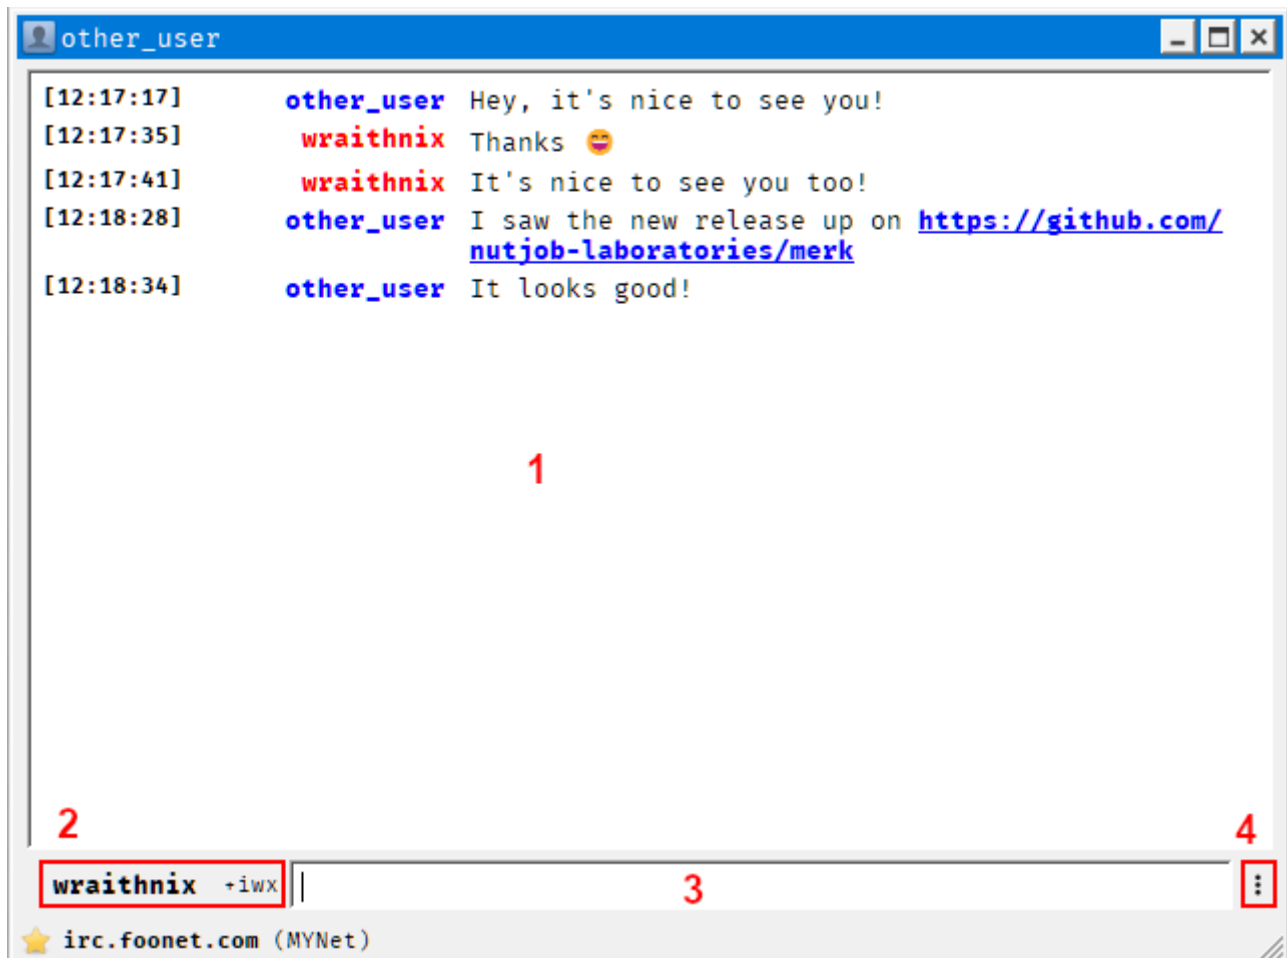 other_user
[12:17:17] other_user Hey, it's nice to see you!
[12:17:35] wraithnix Thanks 😄
[12:17:41] wraithnix It's nice to see you too!
[12:18:28] other_user I saw the new release up on https://github.com/
nutjob-laboratories/merk
[12:18:34] other_user It looks good!
1
2
4
wraithnix +iwx
3
irc.foonet.com (MYNet)